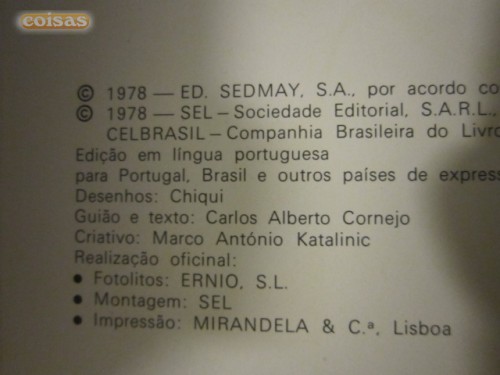 coisas
© 1978 — ED. SEDMAY, S.A., por acordo co
© 1978 — SEL – Sociedade Editorial, S.A.R.L.,
CELBRASIL – Companhia Brasileira do Livro
Edição em língua portuguesa
para Portugal, Brasil e outros países de express
Desenhos: Chiqui
Guião e texto: Carlos Alberto Cornejo
Criativo: Marco António Katalinic
Realização oficinal:
• Fotolitos: ERNIO, S.L.
• Montagem: SEL
• Impressão: MIRANDELA & C.ª, Lisboa